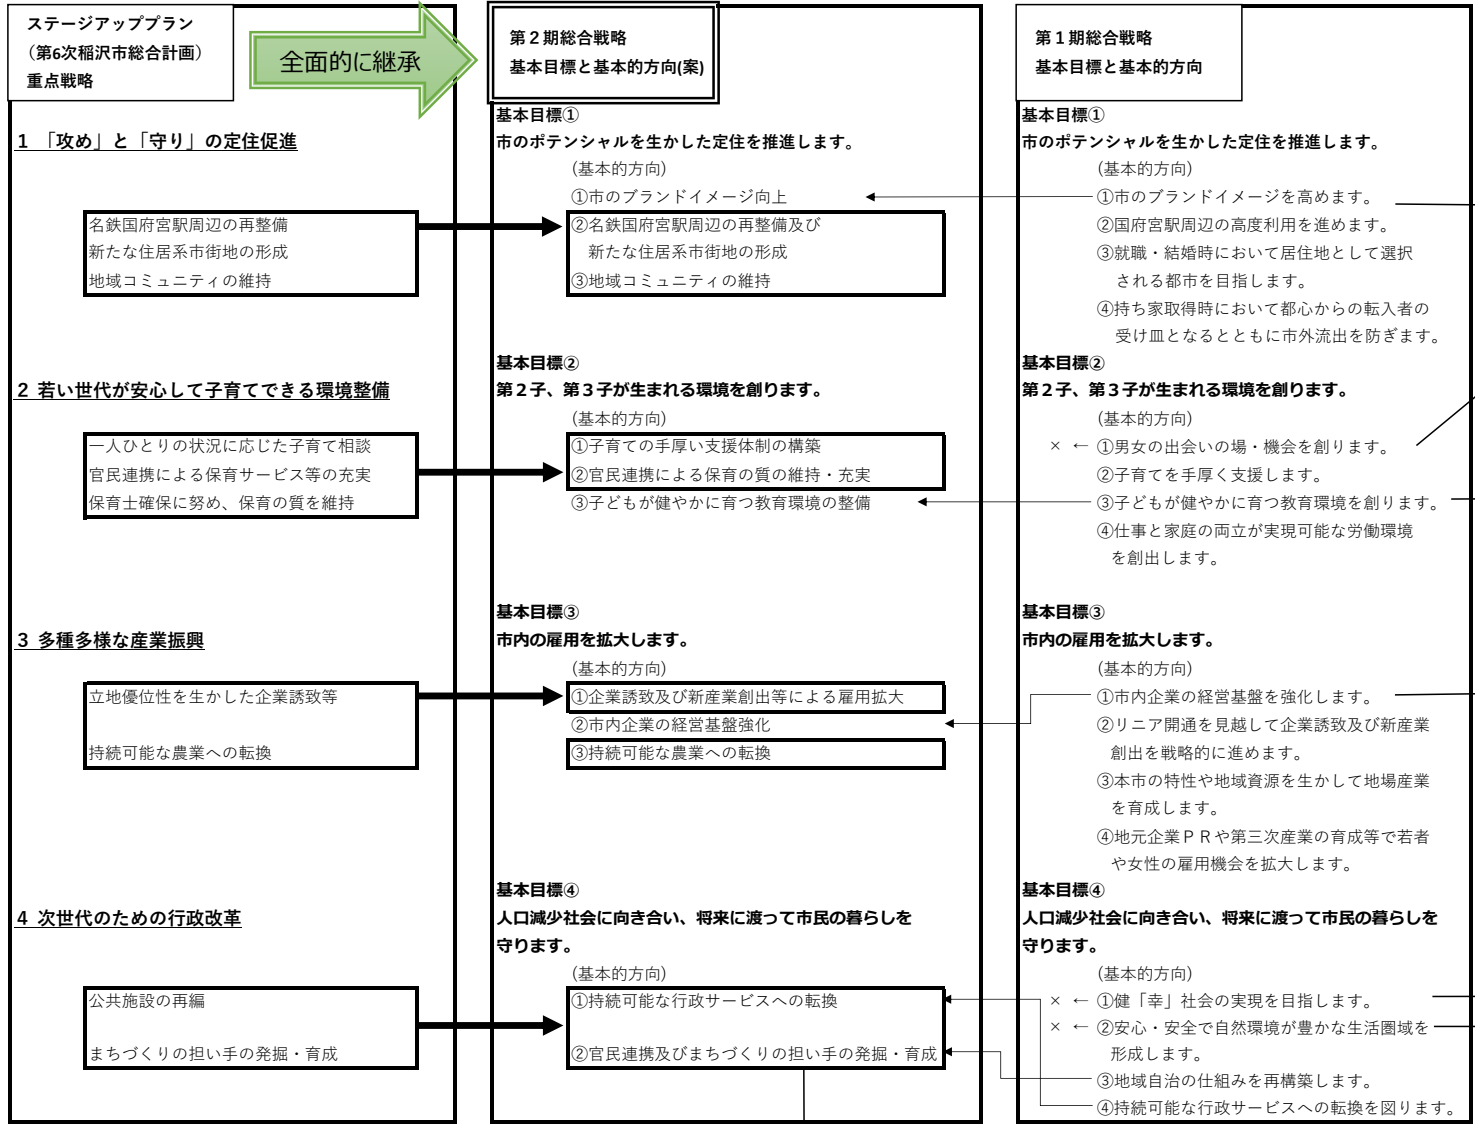 ステージアッププラン
（第6次稲沢市総合計画）
重点戦略
全面的に継承
1 「攻め」と「守り」の定住促進
名鉄国府宮駅周辺の再整備
新たな住居系市街地の形成
地域コミュニティの維持
2 若い世代が安心して子育てできる環境整備
一人ひとりの状況に応じた子育て相談
官民連携による保育サービス等の充実
保育士確保に努め、保育の質を維持
3 多種多様な産業振興
立地優位性を生かした企業誘致等
持続可能な農業への転換
4 次世代のための行政改革
公共施設の再編
まちづくりの担い手の発掘・育成
第２期総合戦略
基本目標と基本的方向(案)
基本目標①
市のポテンシャルを生かした定住を推進します。
(基本的方向)
①市のブランドイメージ向上
②名鉄国府宮駅周辺の再整備及び
新たな住居系市街地の形成
③地域コミュニティの維持
基本目標②
第２子、第３子が生まれる環境を創ります。
(基本的方向)
①子育ての手厚い支援体制の構築
②官民連携による保育の質の維持・充実
③子どもが健やかに育つ教育環境の整備
基本目標③
市内の雇用を拡大します。
(基本的方向)
①企業誘致及び新産業創出等による雇用拡大
②市内企業の経営基盤強化
③持続可能な農業への転換
基本目標④
人口減少社会に向き合い、将来に渡って市民の暮らしを
守ります。
(基本的方向)
①持続可能な行政サービスへの転換
②官民連携及びまちづくりの担い手の発掘・育成
第１期総合戦略
基本目標と基本的方向
基本目標①
市のポテンシャルを生かした定住を推進します。
(基本的方向)
①市のブランドイメージを高めます。
②国府宮駅周辺の高度利用を進めます。
③就職・結婚時において居住地として選択
される都市を目指します。
④持ち家取得時において都心からの転入者の
受け皿となるとともに市外流出を防ぎます。
基本目標②
第２子、第３子が生まれる環境を創ります。
(基本的方向)
× ← ①男女の出会いの場・機会を創ります。
②子育てを手厚く支援します。
③子どもが健やかに育つ教育環境を創ります。
④仕事と家庭の両立が実現可能な労働環境
を創出します。
基本目標③
市内の雇用を拡大します。
(基本的方向)
①市内企業の経営基盤を強化します。
②リニア開通を見越して企業誘致及び新産業
創出を戦略的に進めます。
③本市の特性や地域資源を生かして地場産業
を育成します。
④地元企業ＰＲや第三次産業の育成等で若者
や女性の雇用機会を拡大します。
基本目標④
人口減少社会に向き合い、将来に渡って市民の暮らしを
守ります。
(基本的方向)
× ← ①健「幸」社会の実現を目指します。
× ← ②安心・安全で自然環境が豊かな生活圏域を
形成します。
③地域自治の仕組みを再構築します。
④持続可能な行政サービスへの転換を図ります。